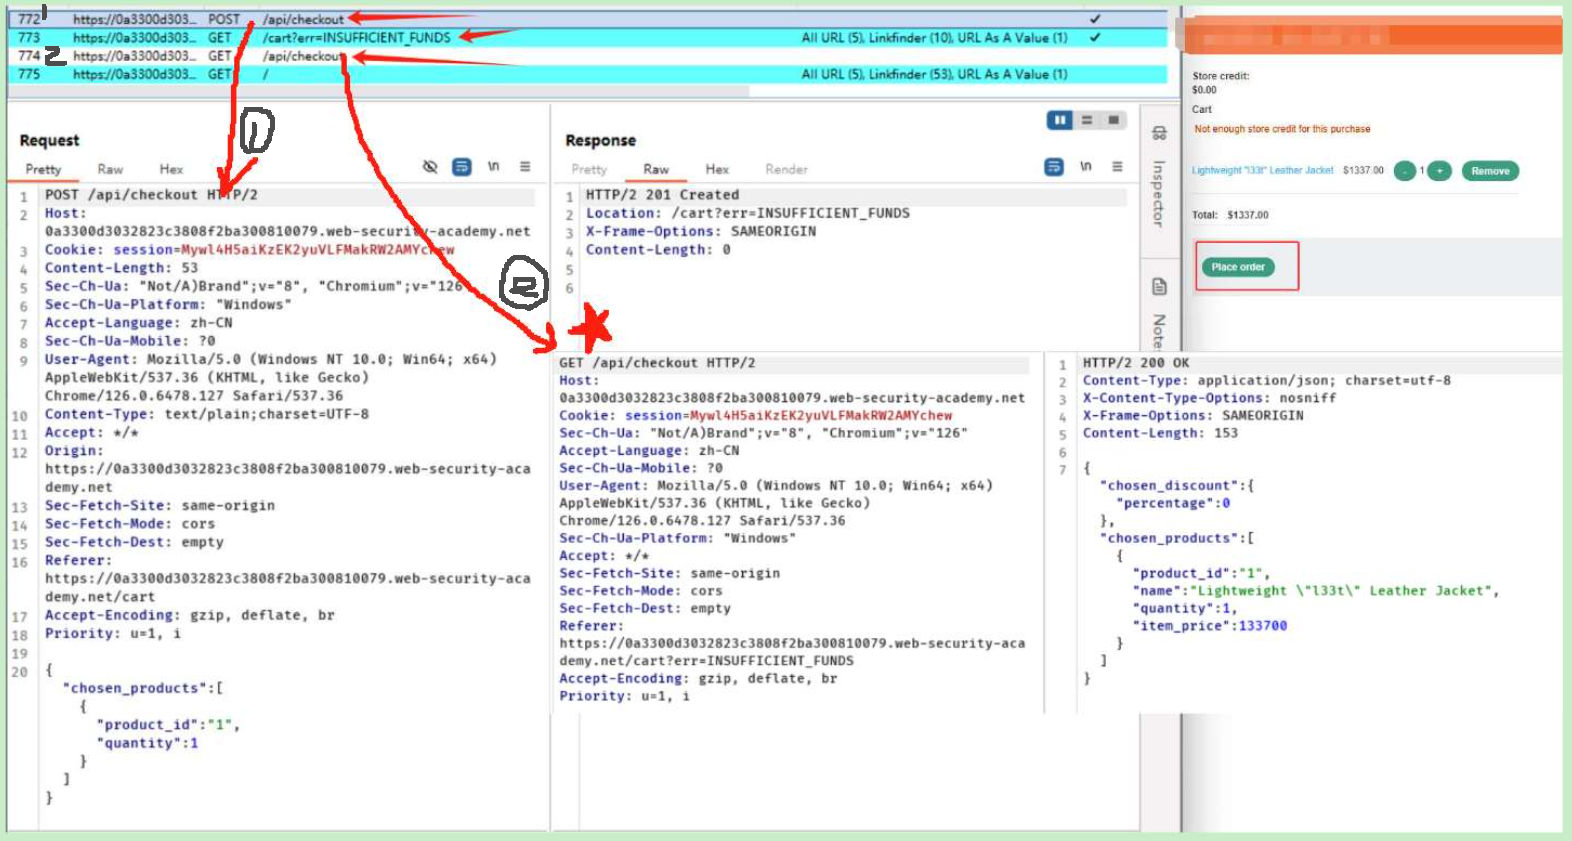 772 https://0a3300d303... POST /api/checkout ✓
773 https://0a3300d303... GET /cart?err=INSUFFICIENT_FUNDS All URL (5), Linkfinder (10), URL As A Value (1) ✓
774 https://0a3300d303... GET /api/checkout
775 https://0a3300d303... GET / All URL (5), Linkfinder (53), URL As A Value (1)
1
2
①
②
Request
Pretty Raw Hex \n
1 POST /api/checkout HTTP/2
2 Host:
0a3300d3032823c3808f2ba300810079.web-security-academy.net
3 Cookie: session=Mywl4H5aiKzEK2yuVLFMakRW2AMYchew
4 Content-Length: 53
5 Sec-Ch-Ua: "Not/A)Brand";v="8", "Chromium";v="126
6 Sec-Ch-Ua-Platform: "Windows"
7 Accept-Language: zh-CN
8 Sec-Ch-Ua-Mobile: ?0
9 User-Agent: Mozilla/5.0 (Windows NT 10.0; Win64; x64)
AppleWebKit/537.36 (KHTML, like Gecko)
Chrome/126.0.6478.127 Safari/537.36
10 Content-Type: text/plain;charset=UTF-8
11 Accept: */*
12 Origin:
https://0a3300d3032823c3808f2ba300810079.web-security-aca
demy.net
13 Sec-Fetch-Site: same-origin
14 Sec-Fetch-Mode: cors
15 Sec-Fetch-Dest: empty
16 Referer:
https://0a3300d3032823c3808f2ba300810079.web-security-aca
demy.net/cart
17 Accept-Encoding: gzip, deflate, br
18 Priority: u=1, i
19
20 {
"chosen_products":[
{
"product_id":"1",
"quantity":1
}
]
}
Response
Pretty Raw Hex Render \n
1 HTTP/2 201 Created
2 Location: /cart?err=INSUFFICIENT_FUNDS
3 X-Frame-Options: SAMEORIGIN
4 Content-Length: 0
5
6
GET /api/checkout HTTP/2
Host:
0a3300d3032823c3808f2ba300810079.web-security-academy.net
Cookie: session=Mywl4H5aiKzEK2yuVLFMakRW2AMYchew
Sec-Ch-Ua: "Not/A)Brand";v="8", "Chromium";v="126"
Accept-Language: zh-CN
Sec-Ch-Ua-Mobile: ?0
User-Agent: Mozilla/5.0 (Windows NT 10.0; Win64; x64)
AppleWebKit/537.36 (KHTML, like Gecko)
Chrome/126.0.6478.127 Safari/537.36
Sec-Ch-Ua-Platform: "Windows"
Accept: */*
Sec-Fetch-Site: same-origin
Sec-Fetch-Mode: cors
Sec-Fetch-Dest: empty
Referer:
https://0a3300d3032823c3808f2ba300810079.web-security-aca
demy.net/cart?err=INSUFFICIENT_FUNDS
Accept-Encoding: gzip, deflate, br
Priority: u=1, i
1 HTTP/2 200 OK
2 Content-Type: application/json; charset=utf-8
3 X-Content-Type-Options: nosniff
4 X-Frame-Options: SAMEORIGIN
5 Content-Length: 153
6
7 {
"chosen_discount":{
"percentage":0
},
"chosen_products":[
{
"product_id":"1",
"name":"Lightweight \"l33t\" Leather Jacket",
"quantity":1,
"item_price":133700
}
]
}
Inspector
Notes
Store credit:
$0.00
Cart
Not enough store credit for this purchase
Lightweight "l33t" Leather Jacket $1337.00 - 1 + Remove
Total: $1337.00
Place order